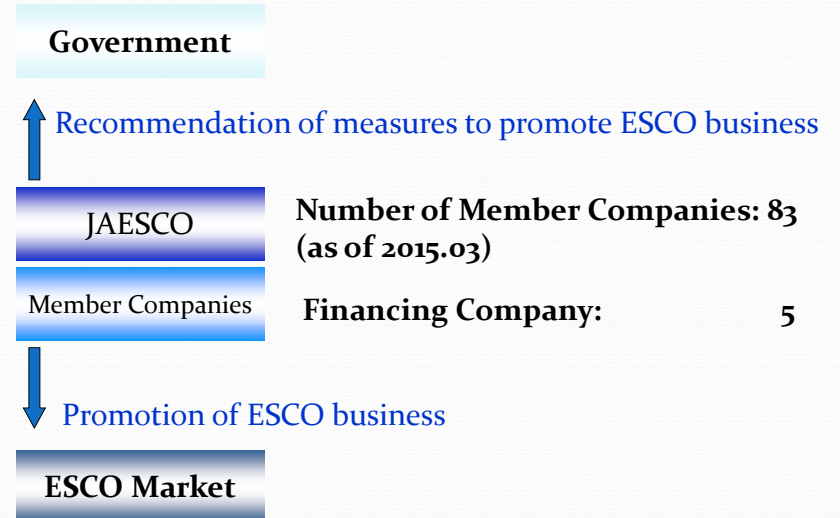 Government
Recommendation of measures to promote ESCO business
JAESCO
Number of Member Companies: 83
(as of 2015.03)
Member Companies
Financing Company: 5
Promotion of ESCO business
ESCO Market